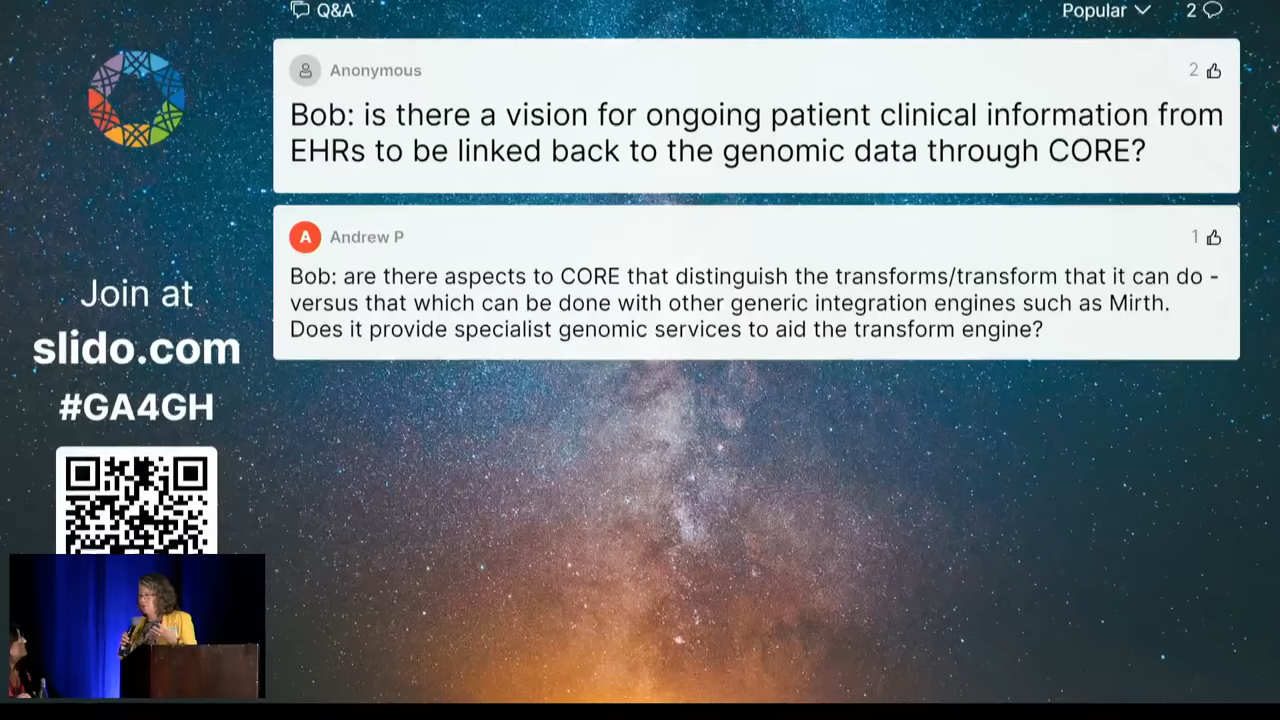 Q&A
Popular
2
Anonymous
2
Bob: is there a vision for ongoing patient clinical information from
EHRs to be linked back to the genomic data through CORE?
A
Andrew P
1
Bob: are there aspects to CORE that distinguish the transforms/transform that it can do -
versus that which can be done with other generic integration engines such as Mirth.
Does it provide specialist genomic services to aid the transform engine?
Join at
slido.com
#GA4GH